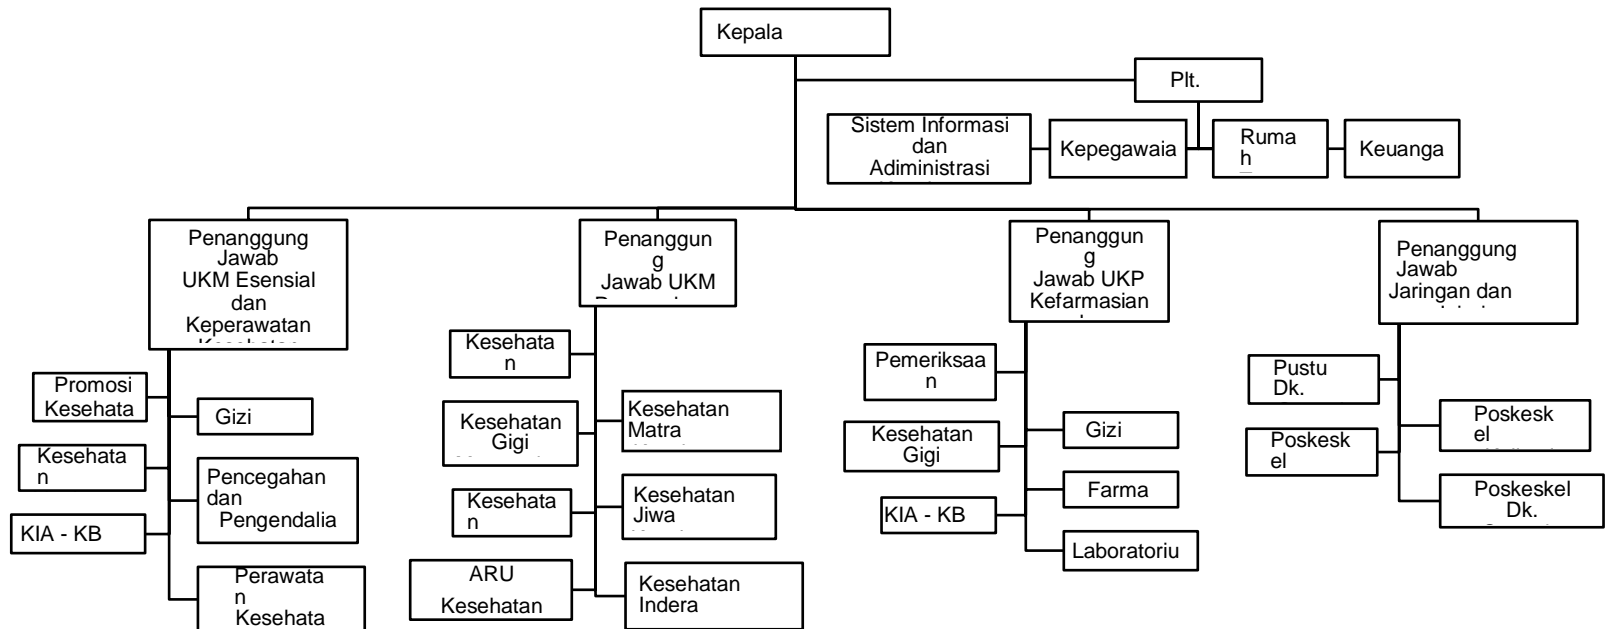 Kepala
Plt.
Sistem Informasi
dan
Adiministrasi
Kepegawaia
Ruma
h
Keuanga
Penanggung
Jawab
UKM Esensial
dan
Keperawatan
Penanggun
g
Jawab UKM
Penanggun
g
Jawab UKP
Kefarmasian
Penanggung
Jawab
Jaringan dan
Promosi
Kesehata
Gizi
Kesehata
n
Pencegahan
dan
Pengendalia
KIA - KB
Perawata
n
Kesehata
Kesehata
n
Kesehatan
Gigi
Kesehatan
Matra
Kesehata
n
Kesehatan
Jiwa
ARU
Kesehatan
Kesehatan
Indera
Pemeriksaa
n
Kesehatan
Gigi
Gizi
Farma
KIA - KB
Laboratoriu
Pustu
Dk.
Poskesk
el
Poskesk
el
Poskeskel
Dk.